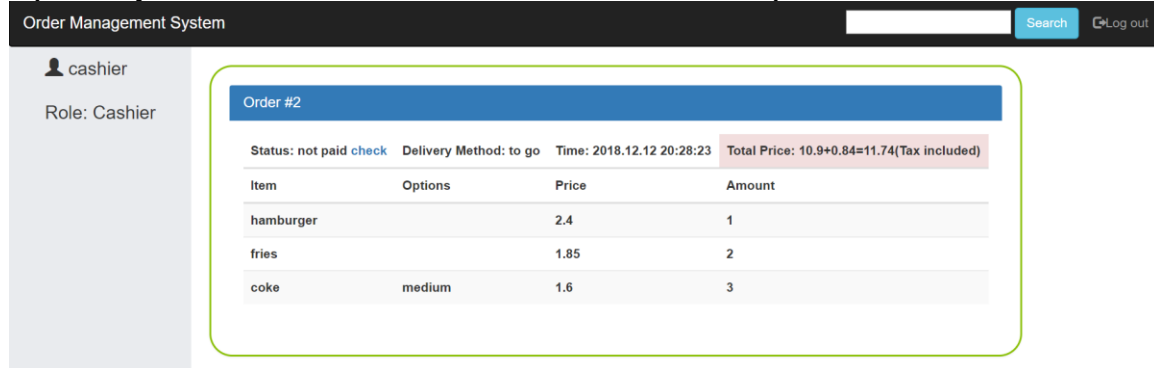 Order Management System Search Log out
cashier
Role: Cashier
Order #2
Status: not paid check Delivery Method: to go Time: 2018.12.12 20:28:23 Total Price: 10.9+0.84=11.74(Tax included)
Item Options Price Amount
hamburger 2.4 1
fries 1.85 2
coke medium 1.6 3